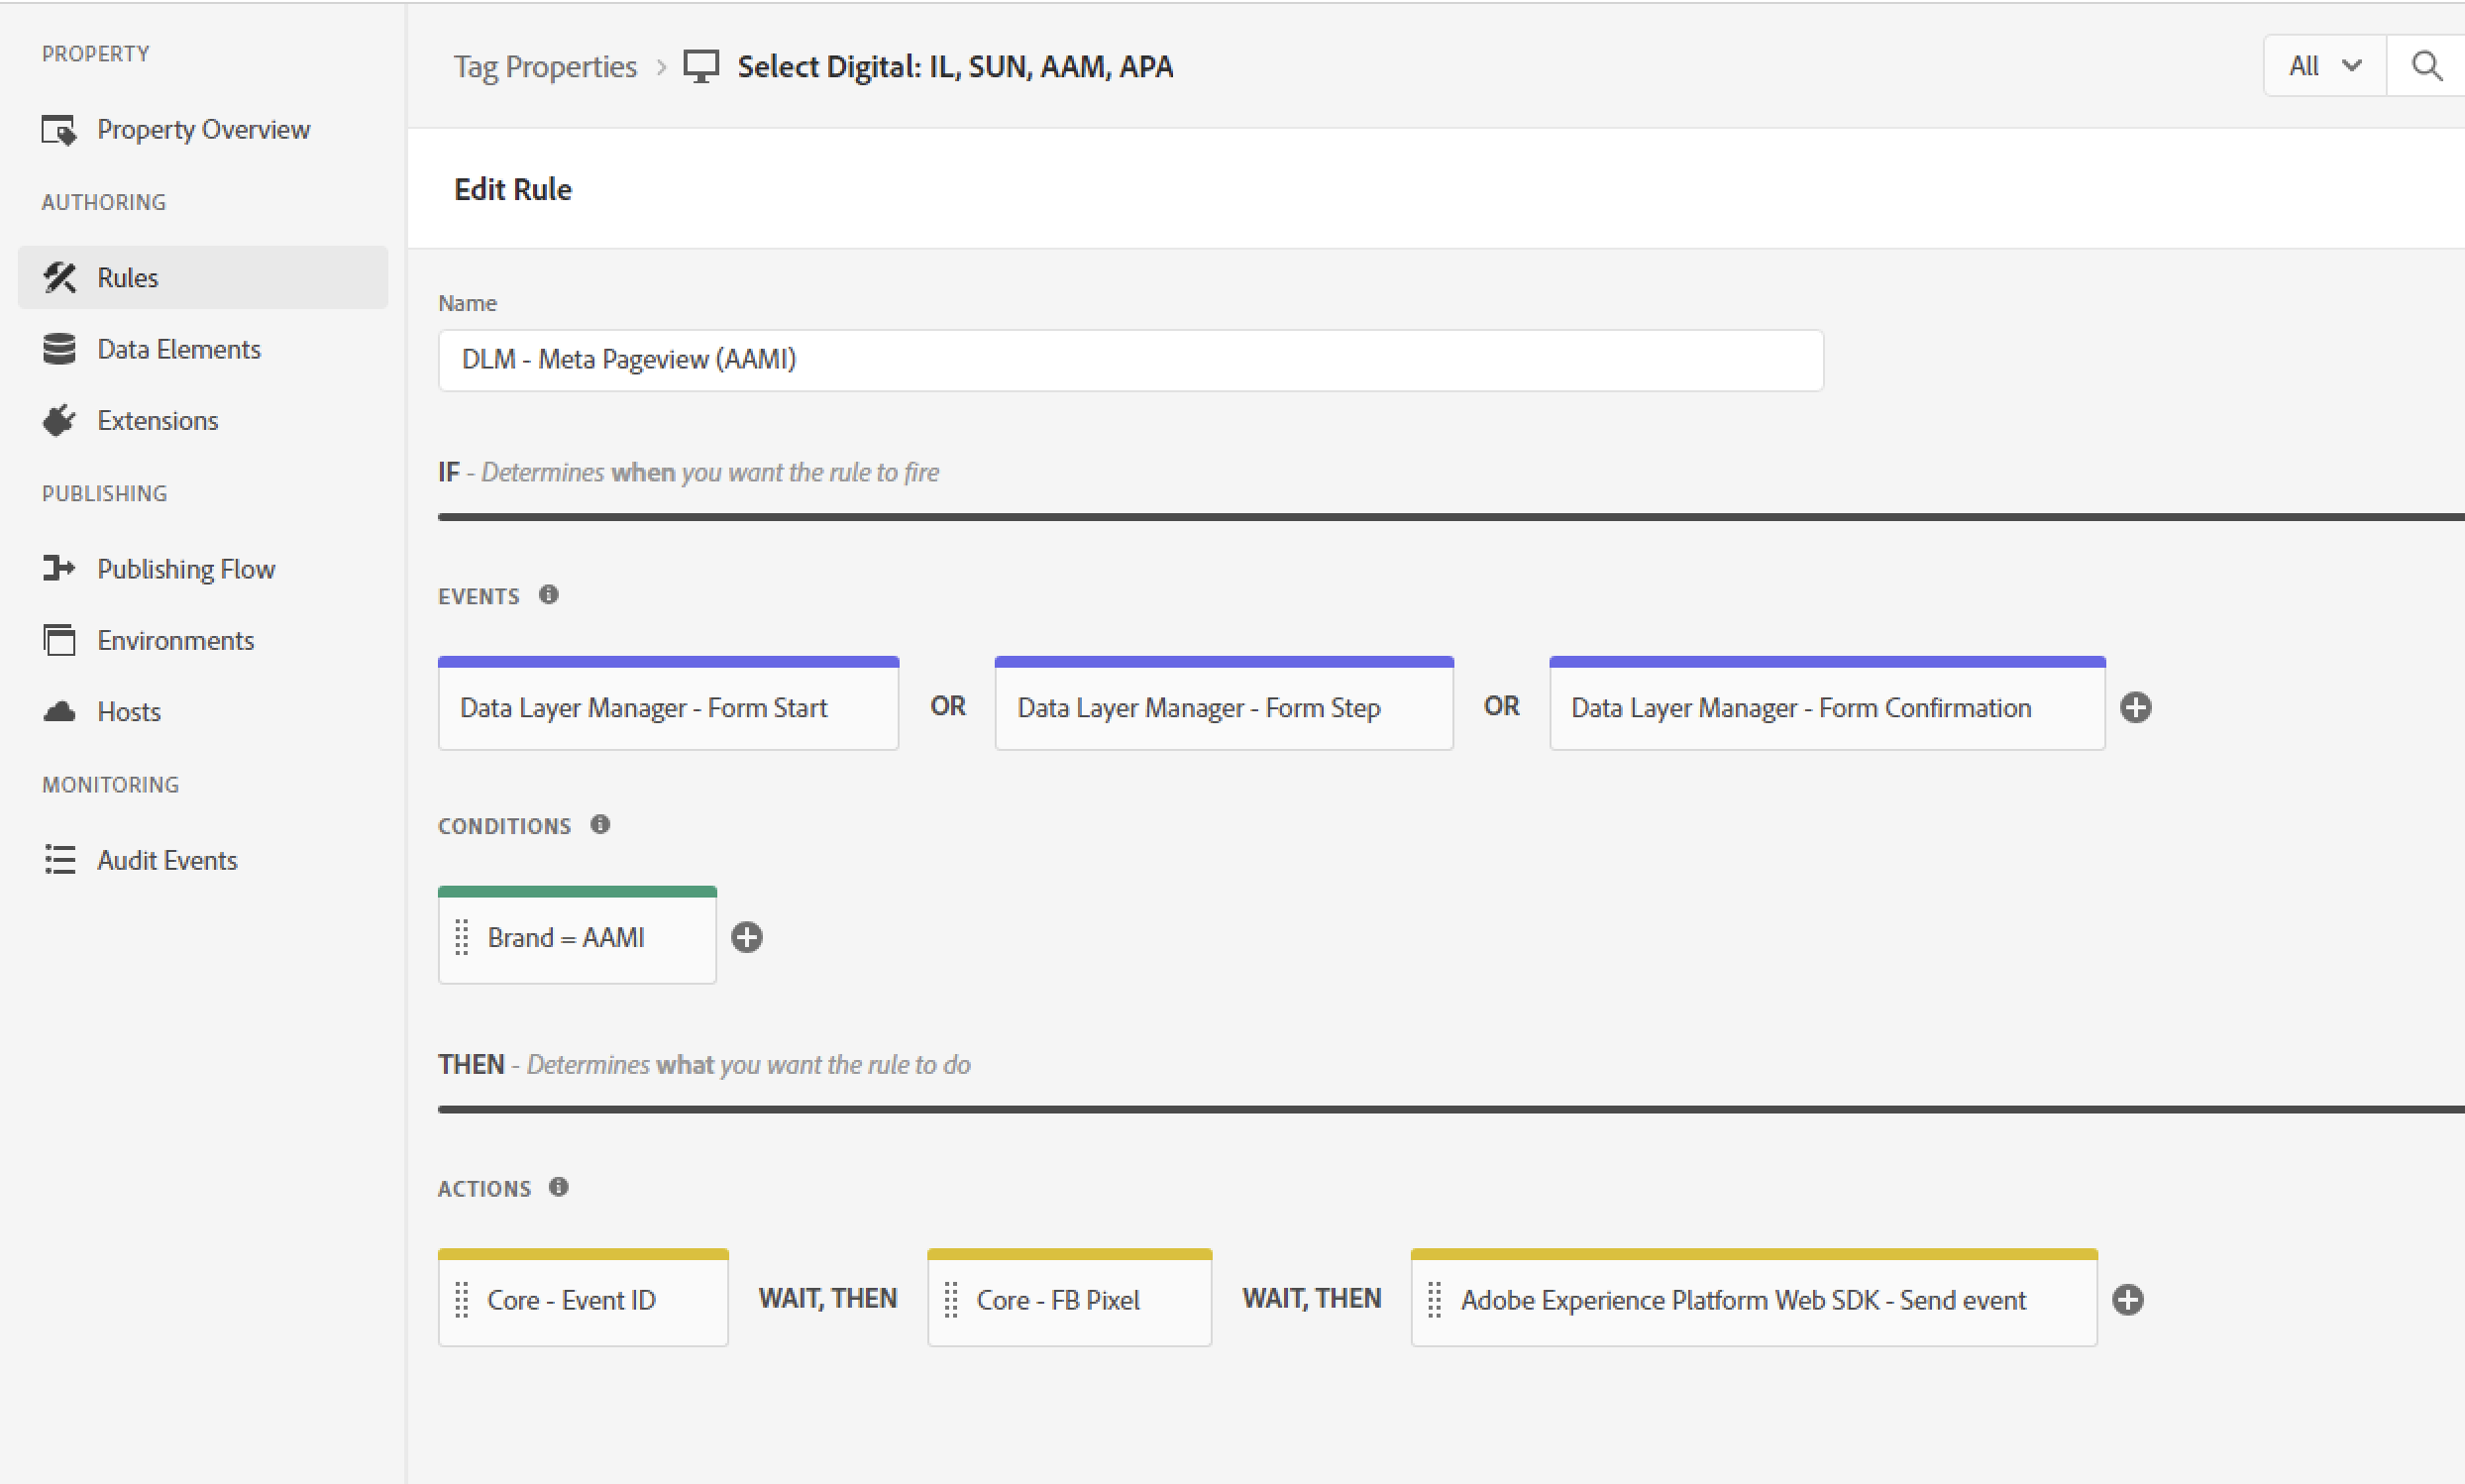 PROPERTY
Property Overview
AUTHORING
Rules
Data Elements
Extensions
PUBLISHING
Publishing Flow
Environments
Hosts
MONITORING
Audit Events
Tag Properties > Select Digital: IL, SUN, AAM, APA
All
Edit Rule
Name
DLM - Meta Pageview (AAMI)
IF - Determines when you want the rule to fire
EVENTS
Data Layer Manager - Form Start OR Data Layer Manager - Form Step OR Data Layer Manager - Form Confirmation
CONDITIONS
Brand = AAMI
THEN - Determines what you want the rule to do
ACTIONS
Core - Event ID WAIT, THEN Core - FB Pixel WAIT, THEN Adobe Experience Platform Web SDK - Send event